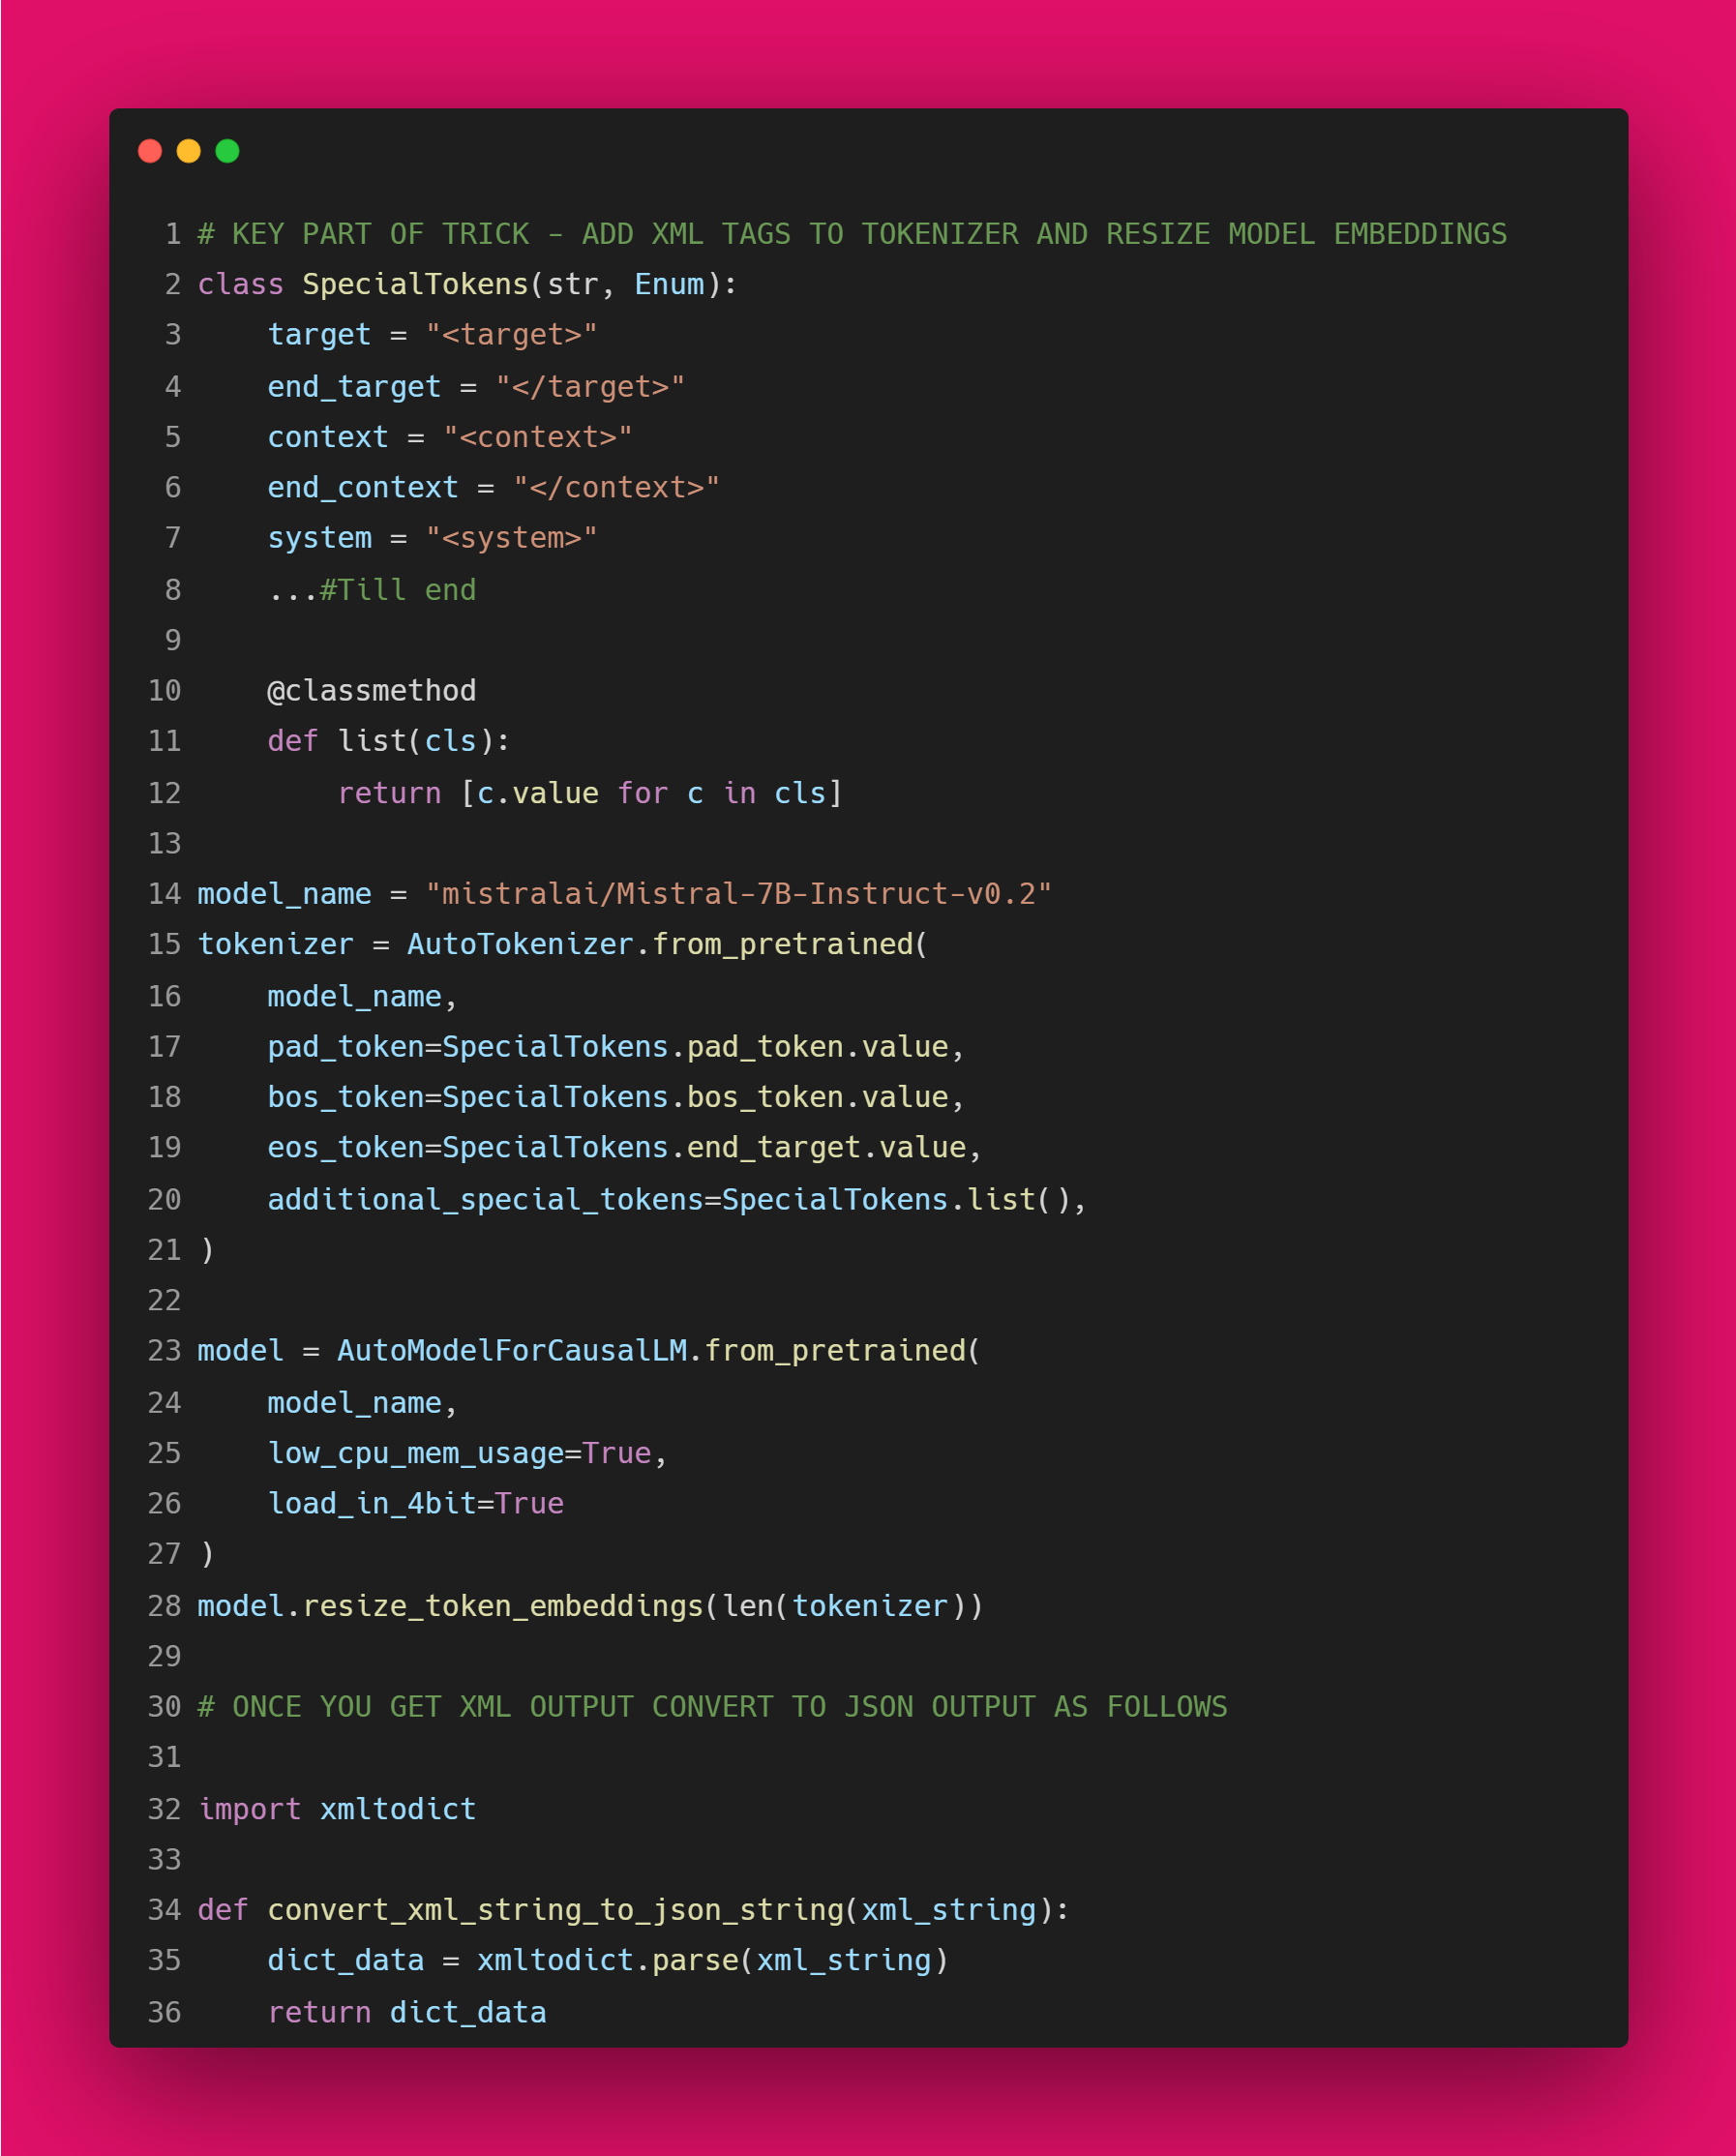 1 # KEY PART OF TRICK - ADD XML TAGS TO TOKENIZER AND RESIZE MODEL EMBEDDINGS
2 class SpecialTokens(str, Enum):
3     target = "<target>"
4     end_target = "</target>"
5     context = "<context>"
6     end_context = "</context>"
7     system = "<system>"
8     ...#Till end
9
10     @classmethod
11     def list(cls):
12         return [c.value for c in cls]
13
14 model_name = "mistralai/Mistral-7B-Instruct-v0.2"
15 tokenizer = AutoTokenizer.from_pretrained(
16     model_name,
17     pad_token=SpecialTokens.pad_token.value,
18     bos_token=SpecialTokens.bos_token.value,
19     eos_token=SpecialTokens.end_target.value,
20     additional_special_tokens=SpecialTokens.list(),
21 )
22
23 model = AutoModelForCausalLM.from_pretrained(
24     model_name,
25     low_cpu_mem_usage=True,
26     load_in_4bit=True
27 )
28 model.resize_token_embeddings(len(tokenizer))
29
30 # ONCE YOU GET XML OUTPUT CONVERT TO JSON OUTPUT AS FOLLOWS
31
32 import xmltodict
33
34 def convert_xml_string_to_json_string(xml_string):
35     dict_data = xmltodict.parse(xml_string)
36     return dict_data